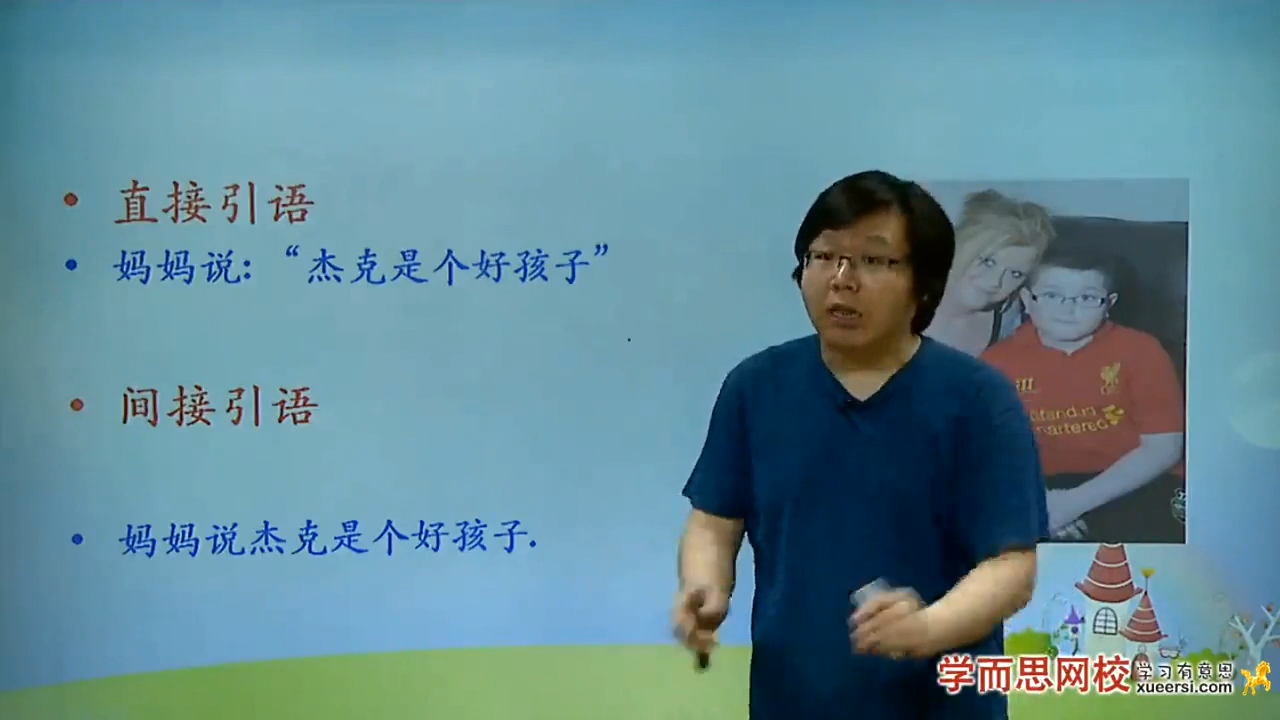 直接引语
妈妈说：“杰克是个好孩子”
间接引语
妈妈说杰克是个好孩子.
学而思网校
学习有意思
xueersi.com